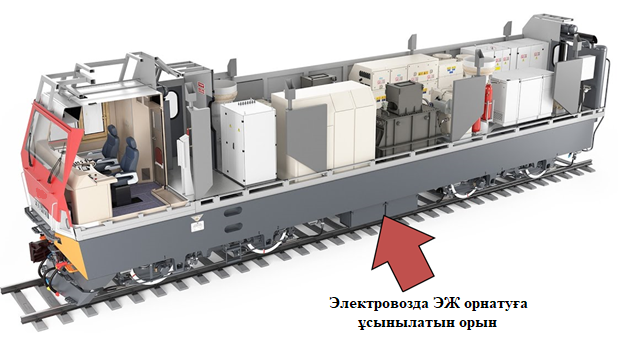 Электровозда ЭЖ орнатуға
ұсынылатын орын